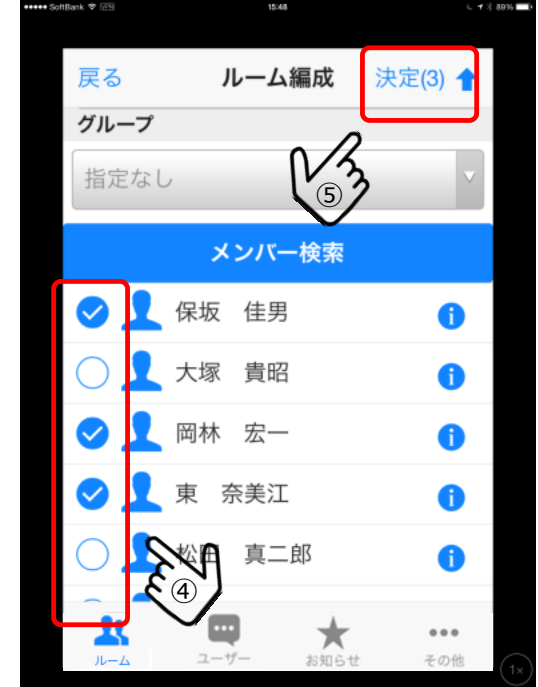 SoftBank VPN 15:48 89%
戻る ルーム編成 決定(3)
グループ
指定なし
⑤
メンバー検索
保坂　佳男
大塚　貴昭
岡林　宏一
東　奈美江
松田　真二郎
④
ルーム ユーザー お知らせ その他
1×